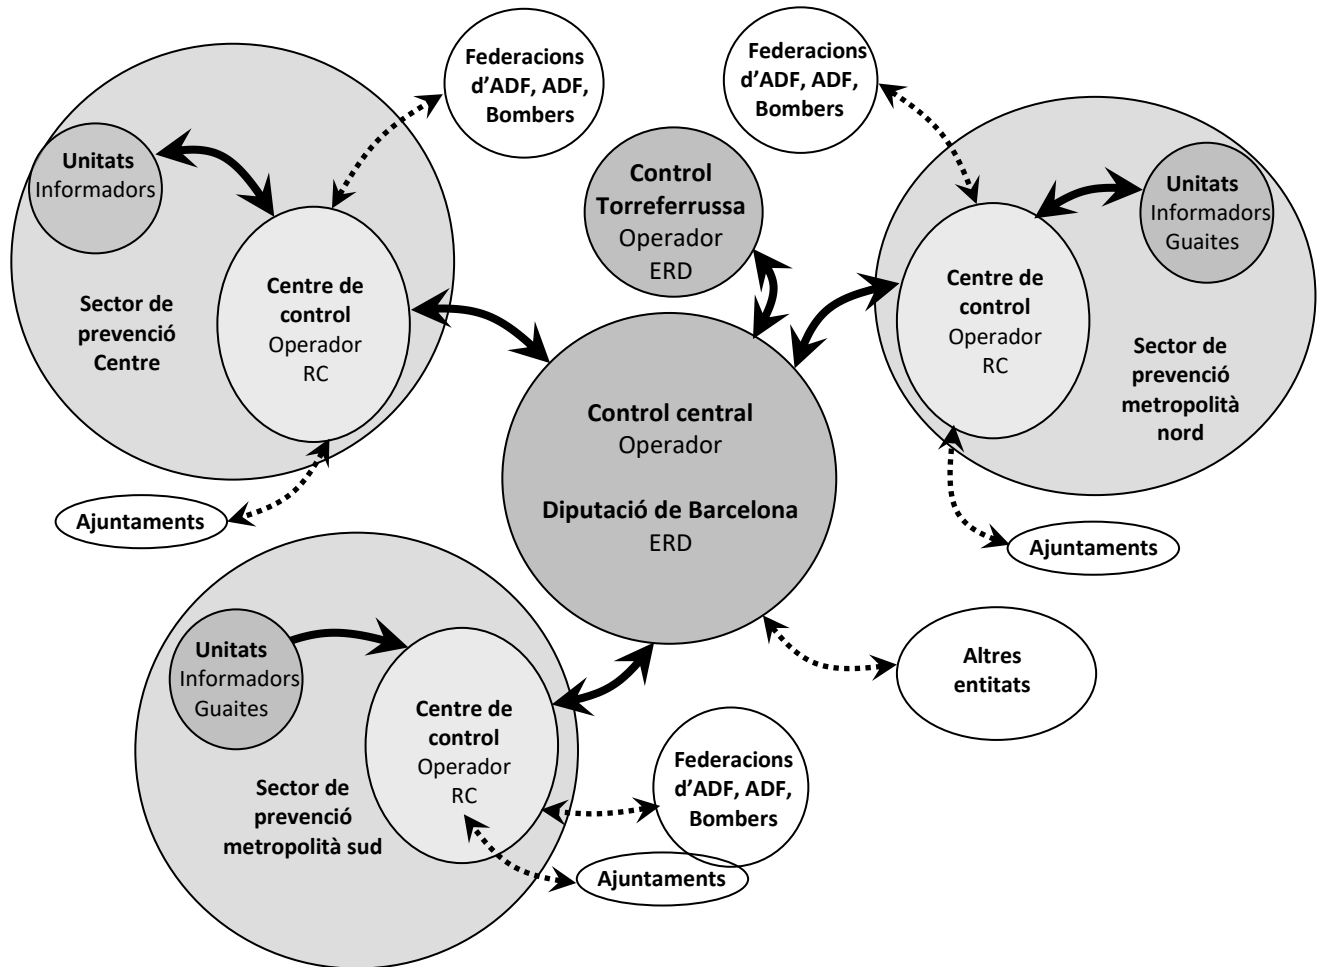 Federacions
d’ADF, ADF,
Bombers
Federacions
d’ADF, ADF,
Bombers
Unitats
Informadors
Control
Torreferrussa
Operador
ERD
Unitats
Informadors
Guaites
Centre de
control
Operador
RC
Sector de
prevenció
Centre
Centre de
control
Operador
RC
Sector de
prevenció
metropolità
nord
Control central
Operador
Diputació de Barcelona
ERD
Ajuntaments
Ajuntaments
Unitats
Informadors
Guaites
Altres
entitats
Centre de
control
Operador
RC
Sector de
prevenció
metropolità sud
Federacions
d’ADF, ADF,
Bombers
Ajuntaments